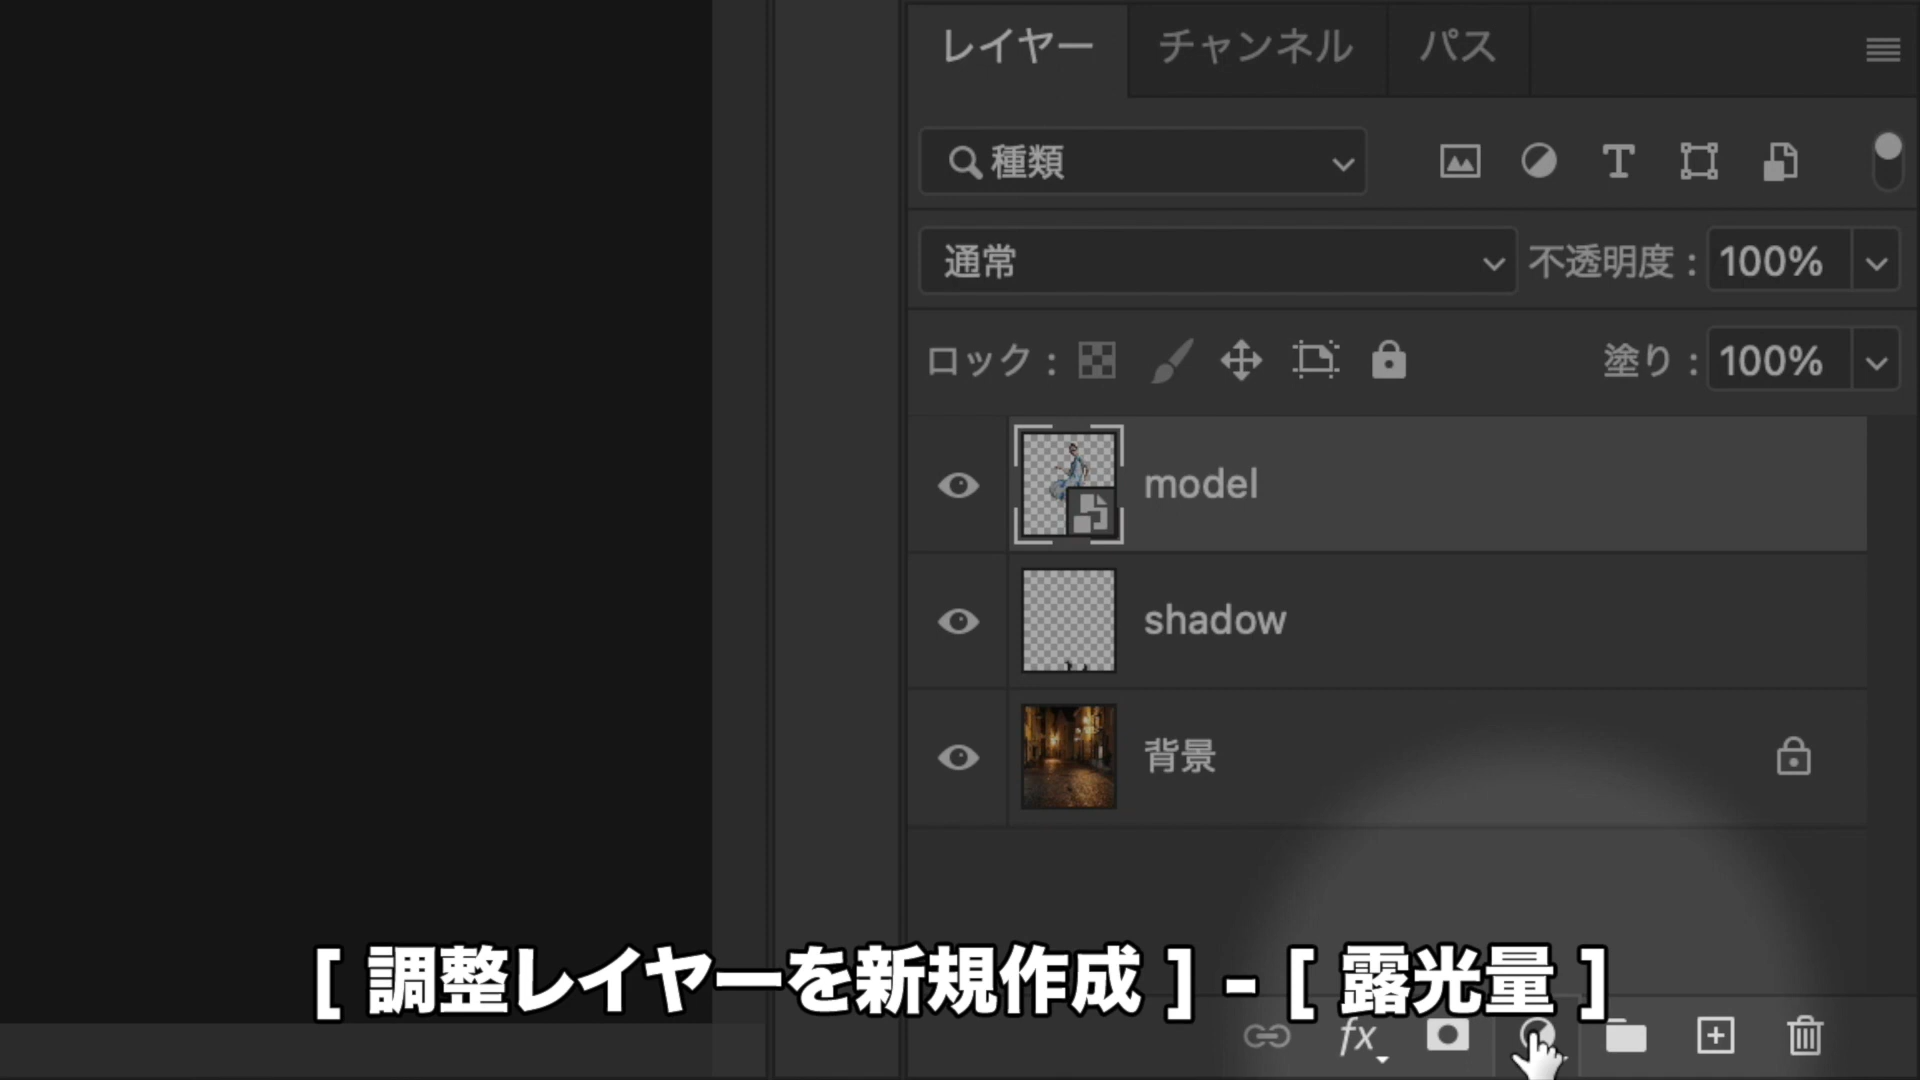 レイヤー チャンネル パス
種類
通常 不透明度： 100%
ロック： 塗り： 100%
model
shadow
背景
[ 調整レイヤーを新規作成 ] - [ 露光量 ]
fx